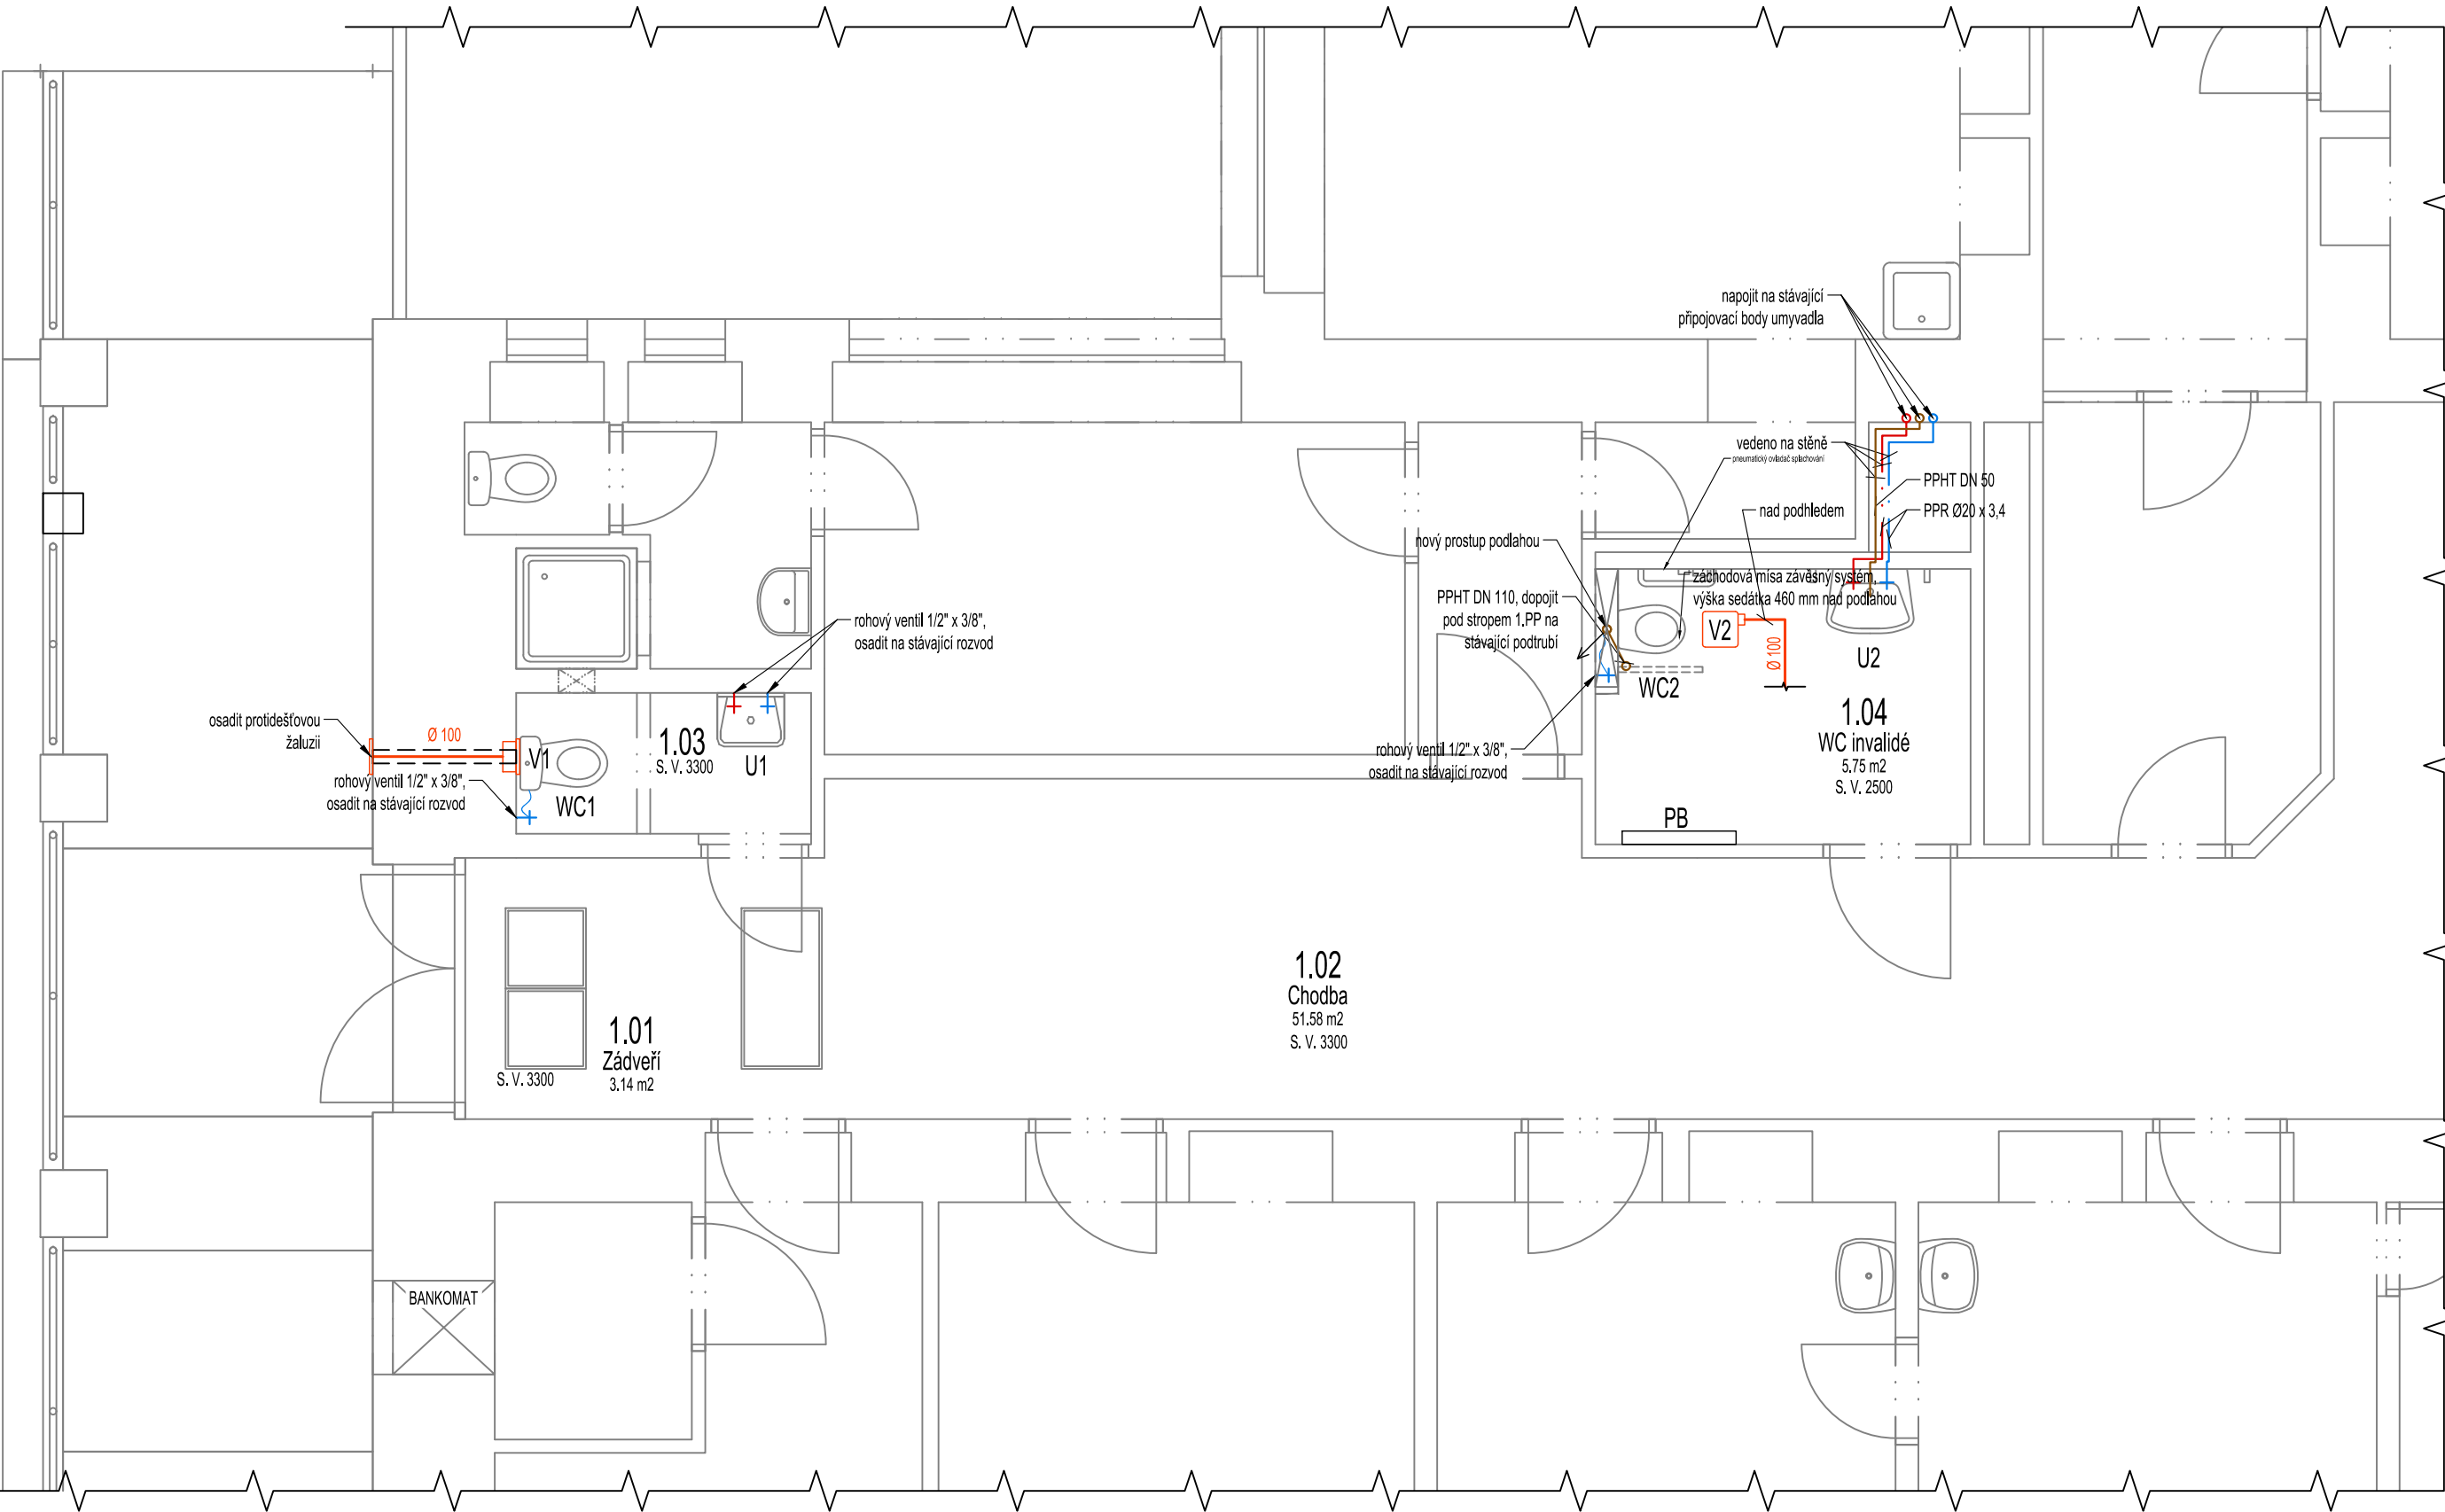 napojit na stávající
připojovací body umyvadla
vedeno na stěně
pneumatický ovladač splachování
PPHT DN 50
nad podhledem
PPR Ø20 x 3,4
nový prostup podlahou
záchodová mísa závěsný systém,
výška sedátka 460 mm nad podlahou
PPHT DN 110, dopojit
pod stropem 1.PP na
stávající podtrubí
rohový ventil 1/2" x 3/8",
osadit na stávající rozvod
V2
Ø 100
U2
WC2
1.04
WC invalidé
5.75 m2
S. V. 2500
osadit protidešťovou
žaluzii
Ø 100
V1
1.03
S. V. 3300
U1
rohový ventil 1/2" x 3/8",
osadit na stávající rozvod
WC1
rohový ventil 1/2" x 3/8",
osadit na stávající rozvod
PB
1.02
Chodba
51.58 m2
S. V. 3300
1.01
Zádveří
3.14 m2
S. V. 3300
BANKOMAT